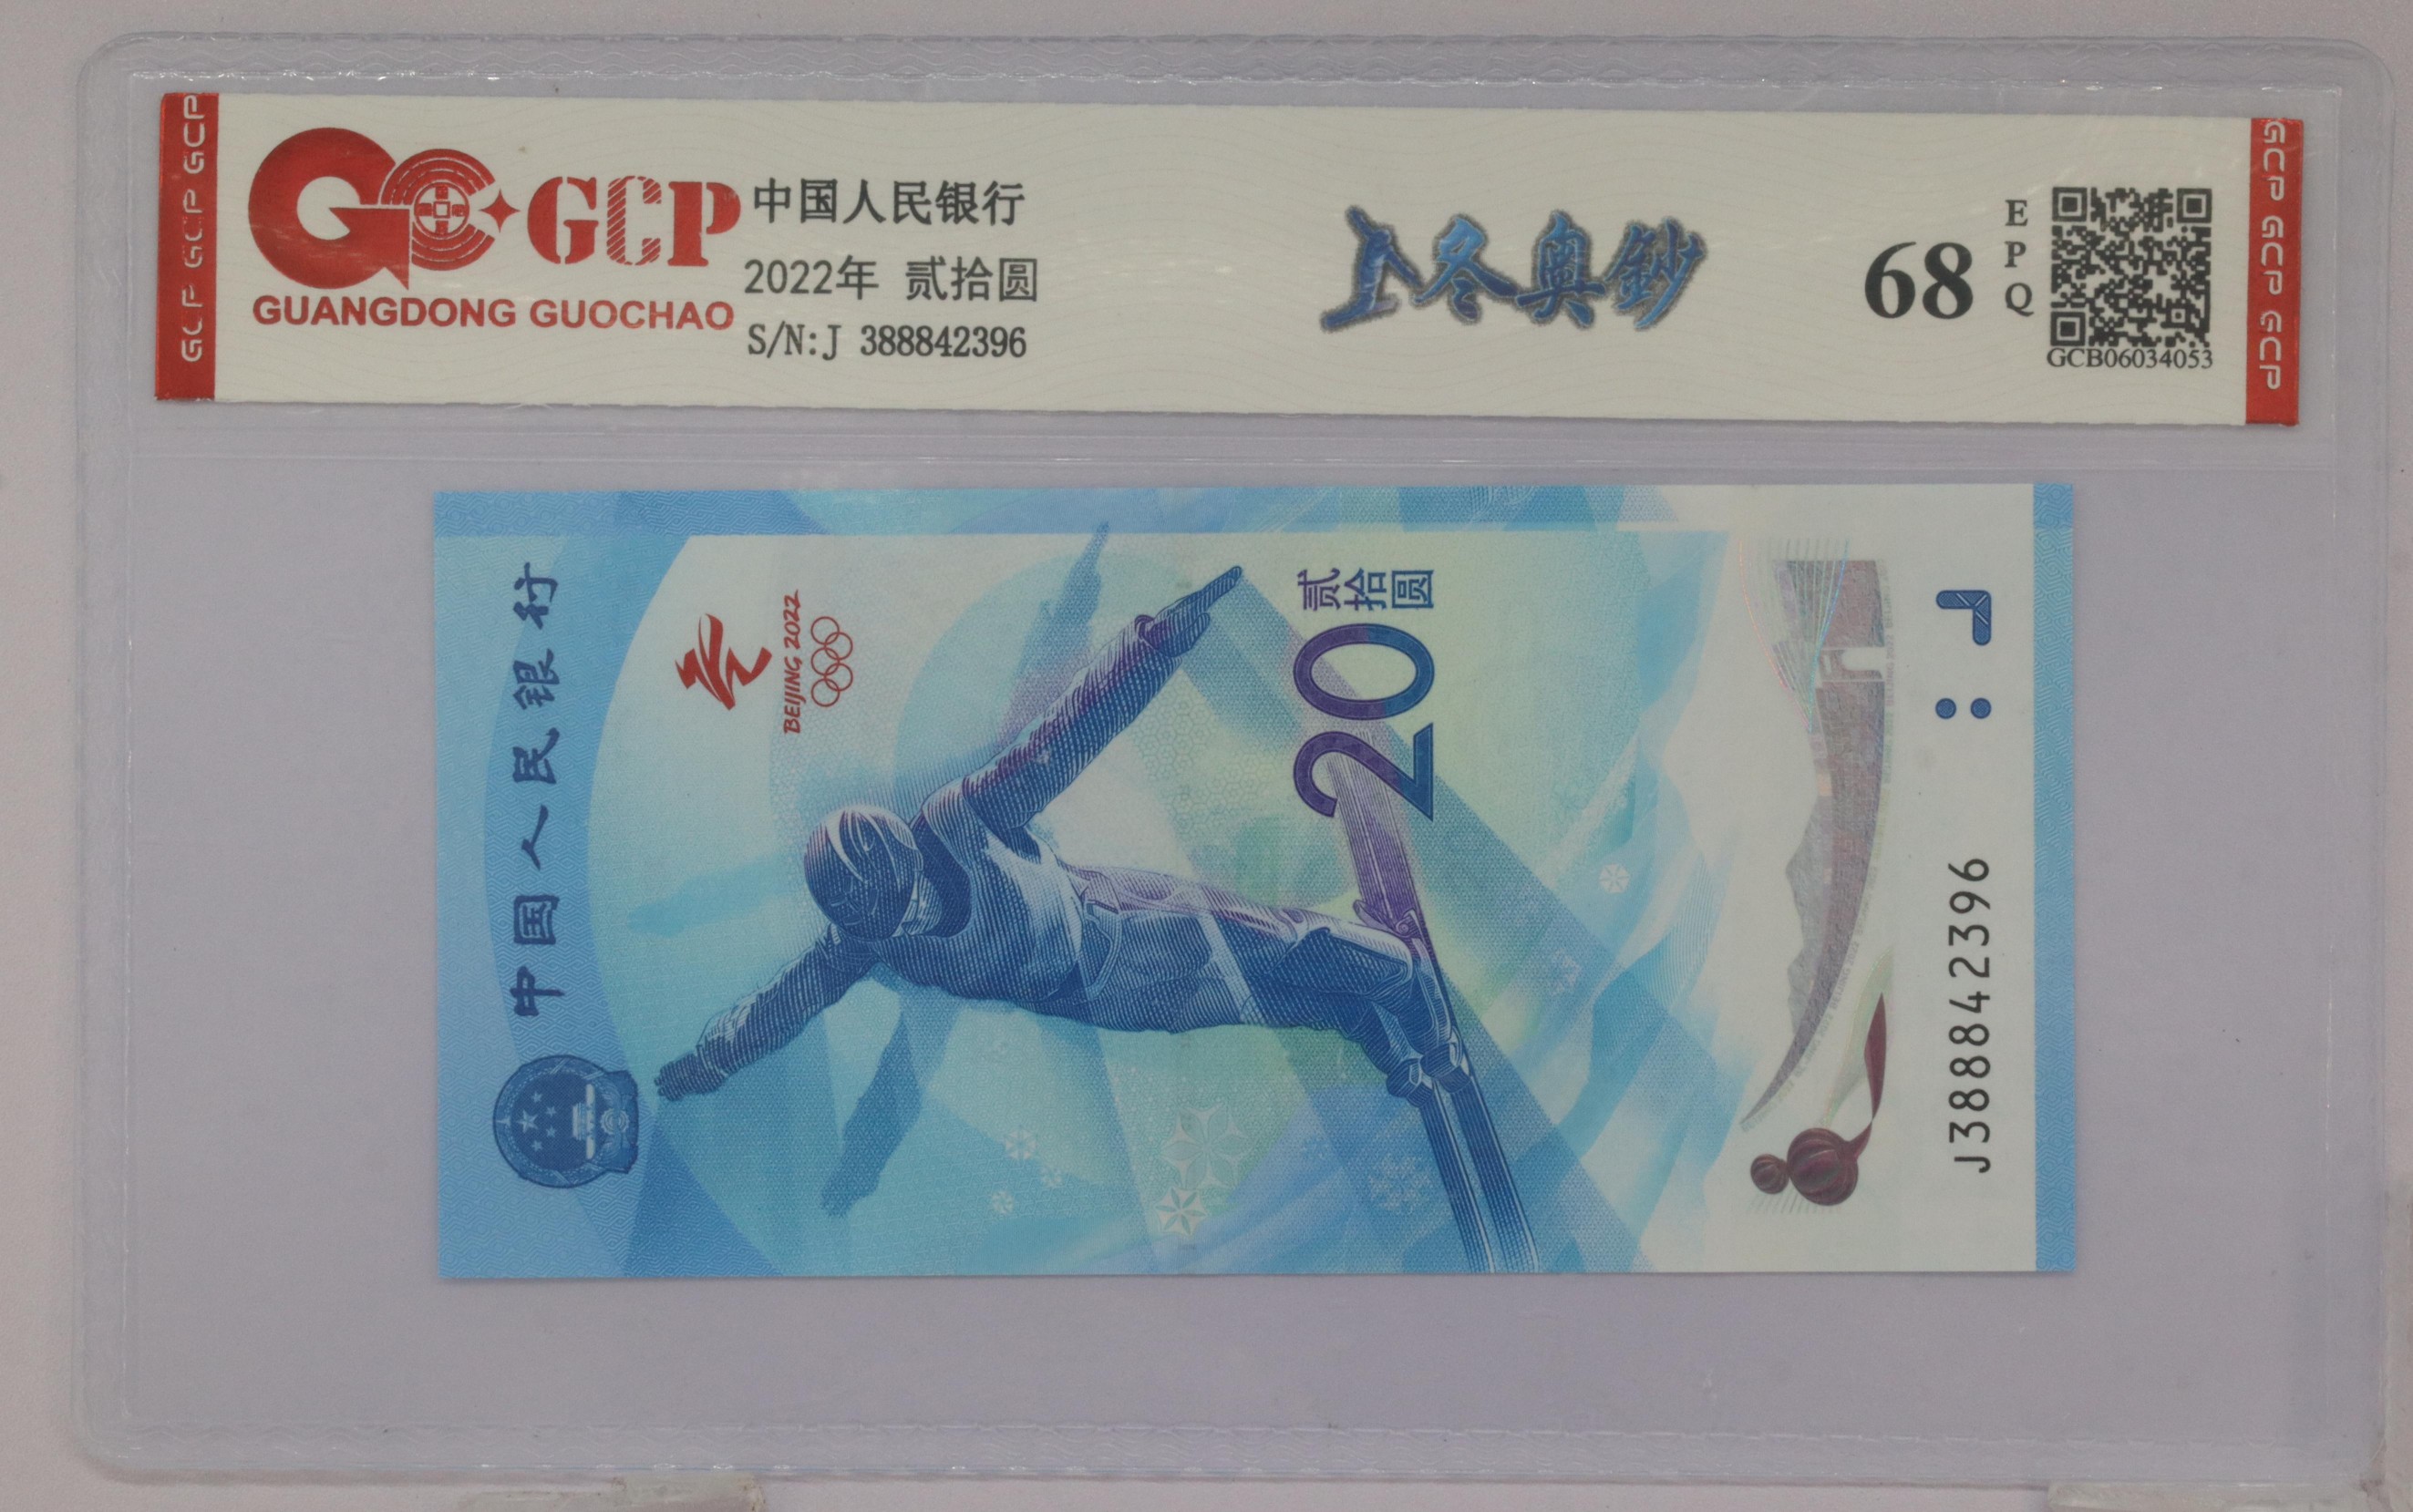 GCP GCP GCP
GCP
GUANGDONG GUOCHAO
中国人民银行
2022年 贰拾圆
S/N:J 388842396
冬奥鈔
68
E
P
Q
GCB06034053
GCP GCP GCP
中国人民银行
BEIJING 2022
贰拾圆
20
J388842396